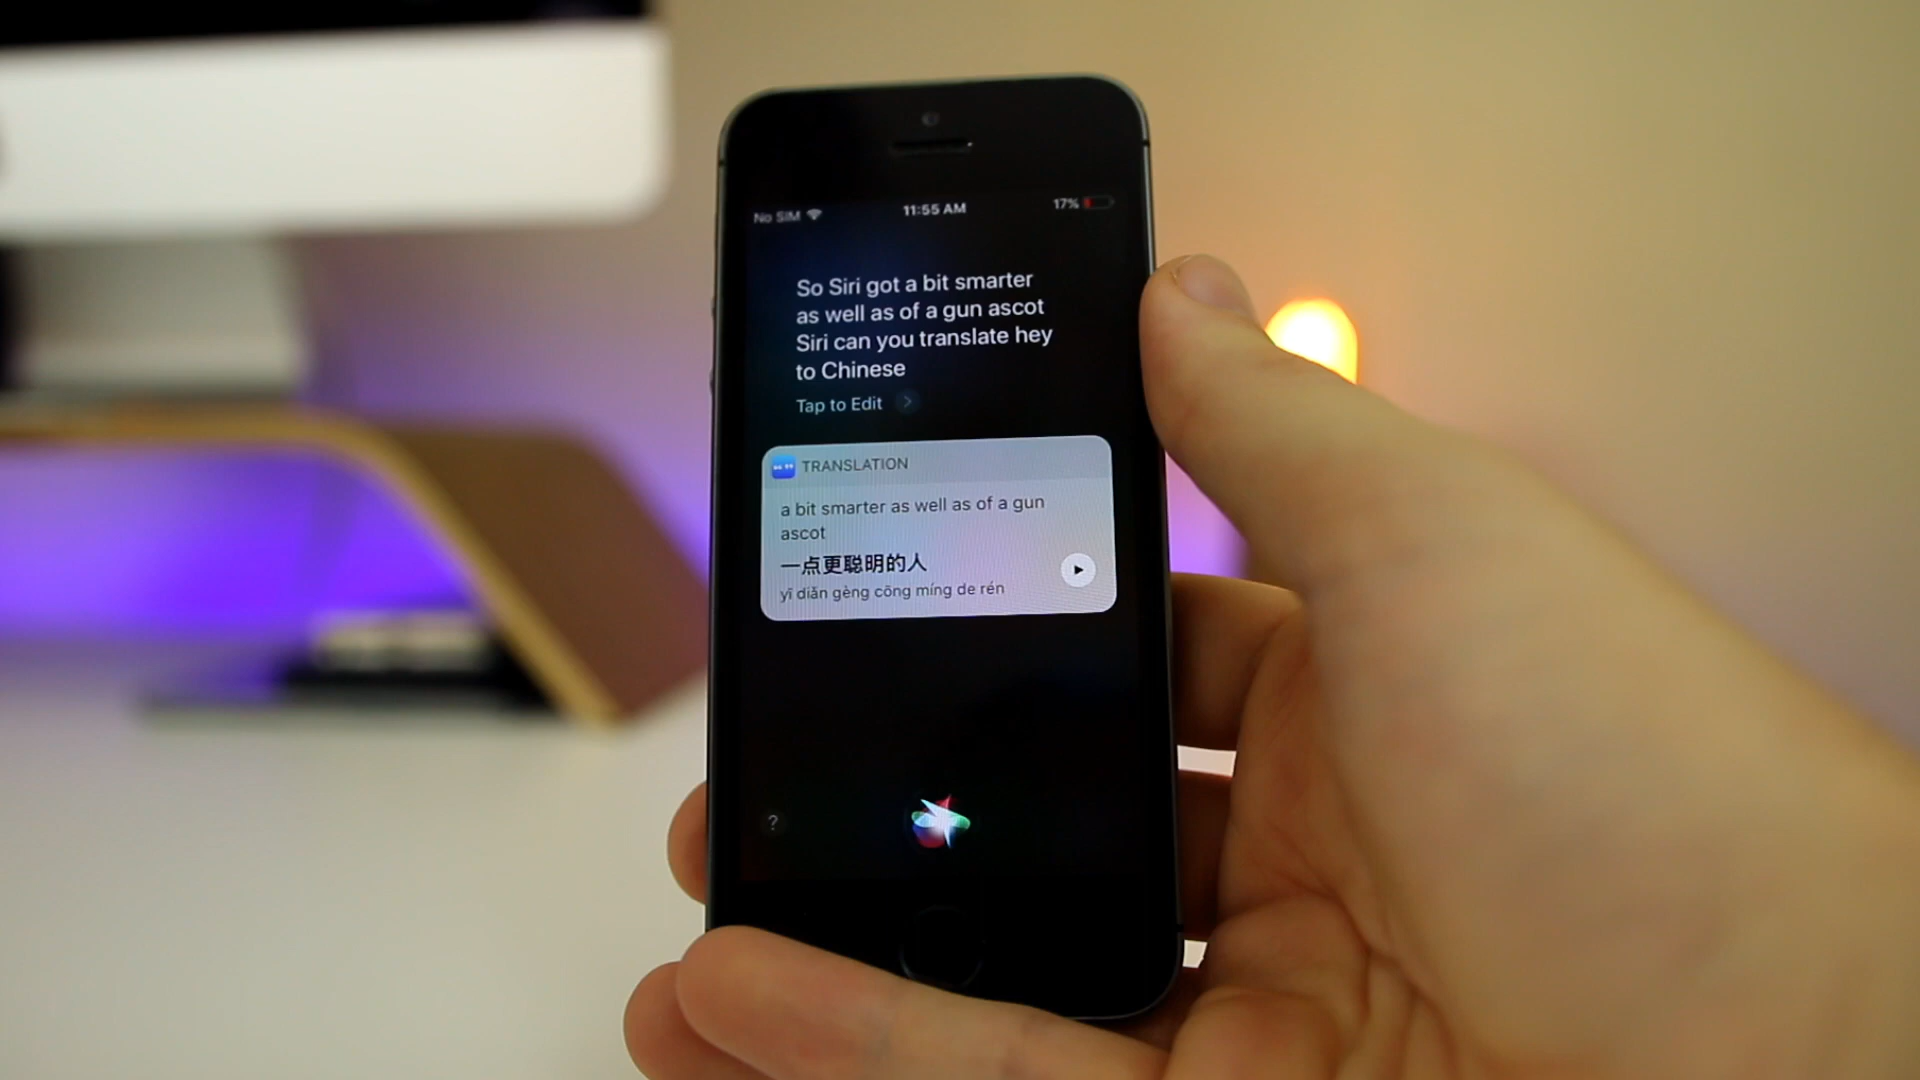 No SIM 11:55 AM 17%
So Siri got a bit smarter
as well as of a gun ascot
Siri can you translate hey
to Chinese
Tap to Edit
TRANSLATION
a bit smarter as well as of a gun
ascot
一点更聪明的人
yī diǎn gèng cōng míng de rén
?